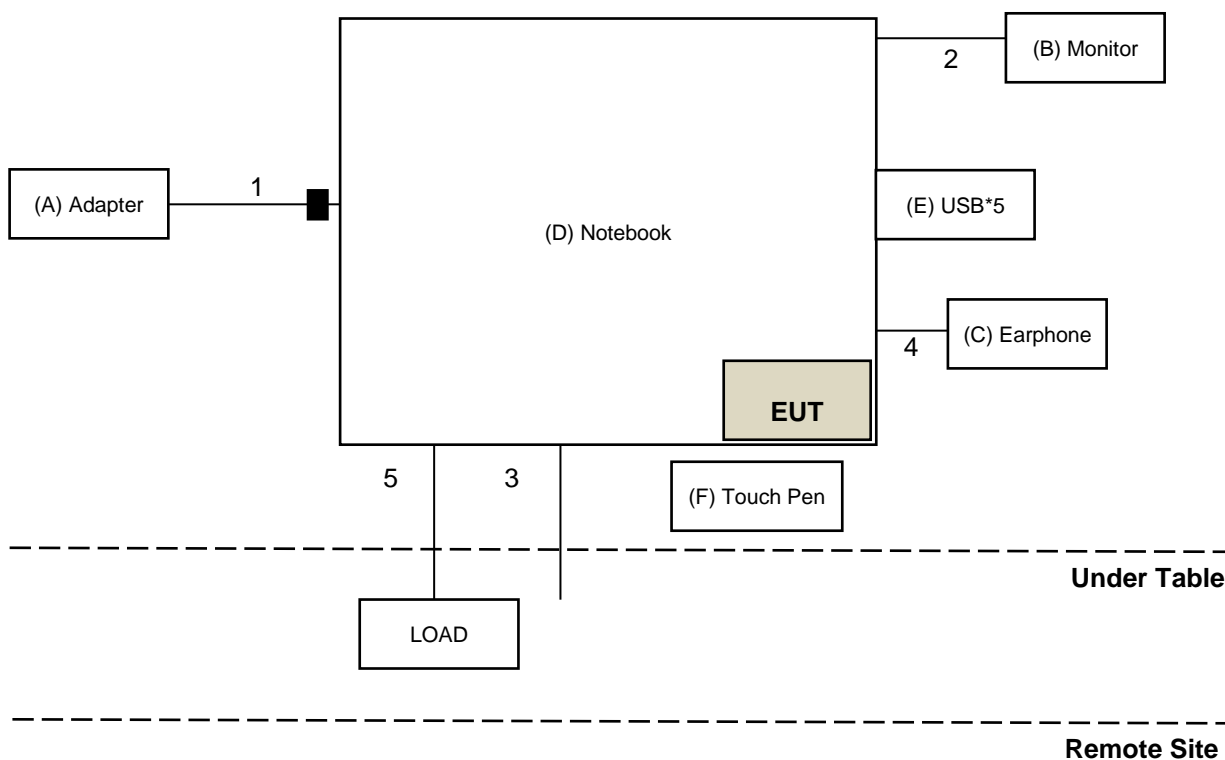 (B) Monitor
2
1
(A) Adapter
(E) USB*5
(D) Notebook
(C) Earphone
4
EUT
5
3
(F) Touch Pen
Under Table
LOAD
Remote Site